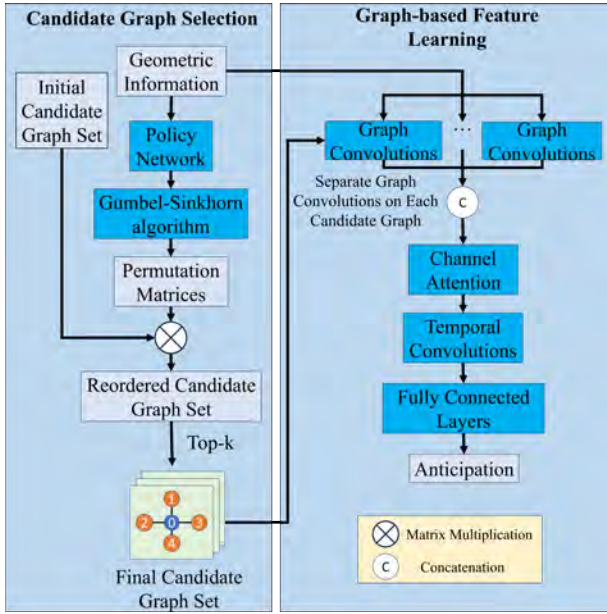 Candidate Graph Selection
Initial
Candidate
Graph Set
Geometric
Information
Policy
Network
Gumbel-Sinkhorn
algorithm
Permutation
Matrices
Reordered Candidate
Graph Set
Top-k
1
2 0 3
4
Final Candidate
Graph Set
Graph-based Feature
Learning
Graph
Convolutions
...
Graph
Convolutions
Separate Graph
Convolutions on Each
Candidate Graph
C
Channel
Attention
Temporal
Convolutions
Fully Connected
Layers
Anticipation
Matrix Multiplication
C Concatenation